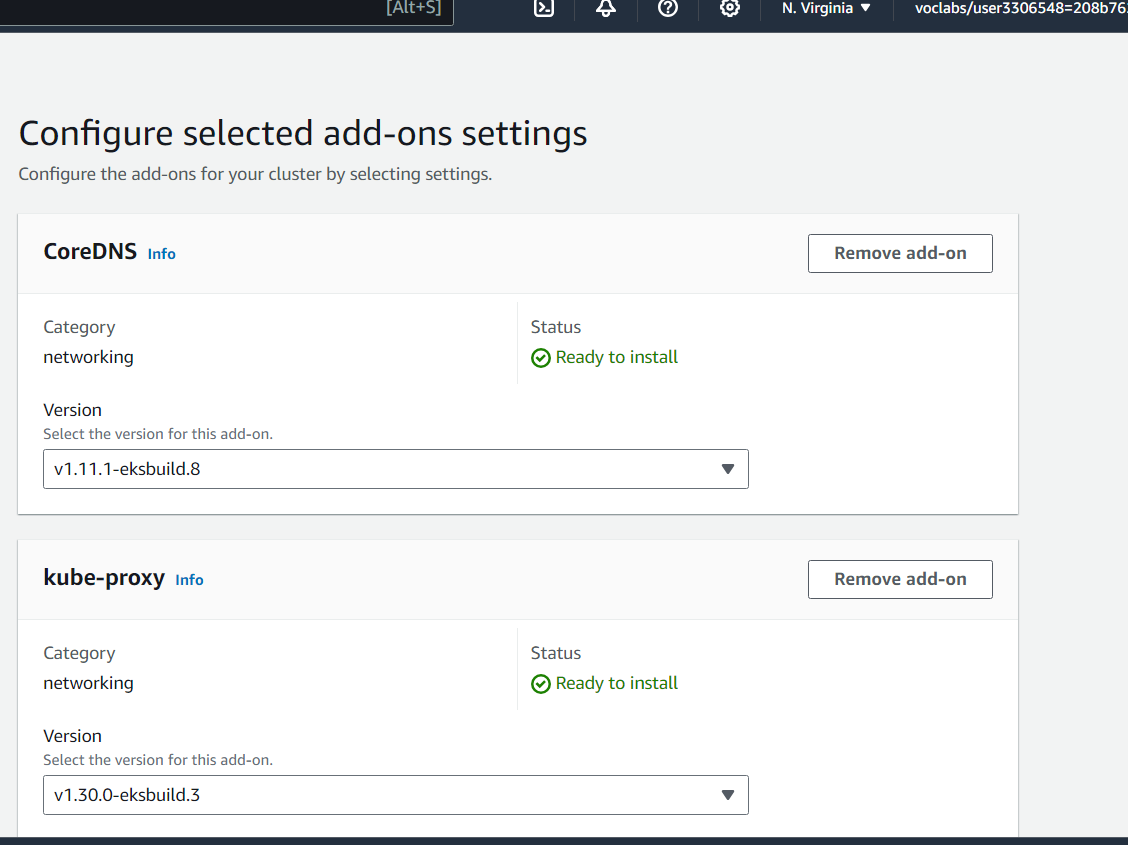 [Alt+S] N. Virginia voclabs/user3306548=208b76
Configure selected add-ons settings
Configure the add-ons for your cluster by selecting settings.
CoreDNS Info Remove add-on
Category Status
networking Ready to install
Version
Select the version for this add-on.
v1.11.1-eksbuild.8
kube-proxy Info Remove add-on
Category Status
networking Ready to install
Version
Select the version for this add-on.
v1.30.0-eksbuild.3